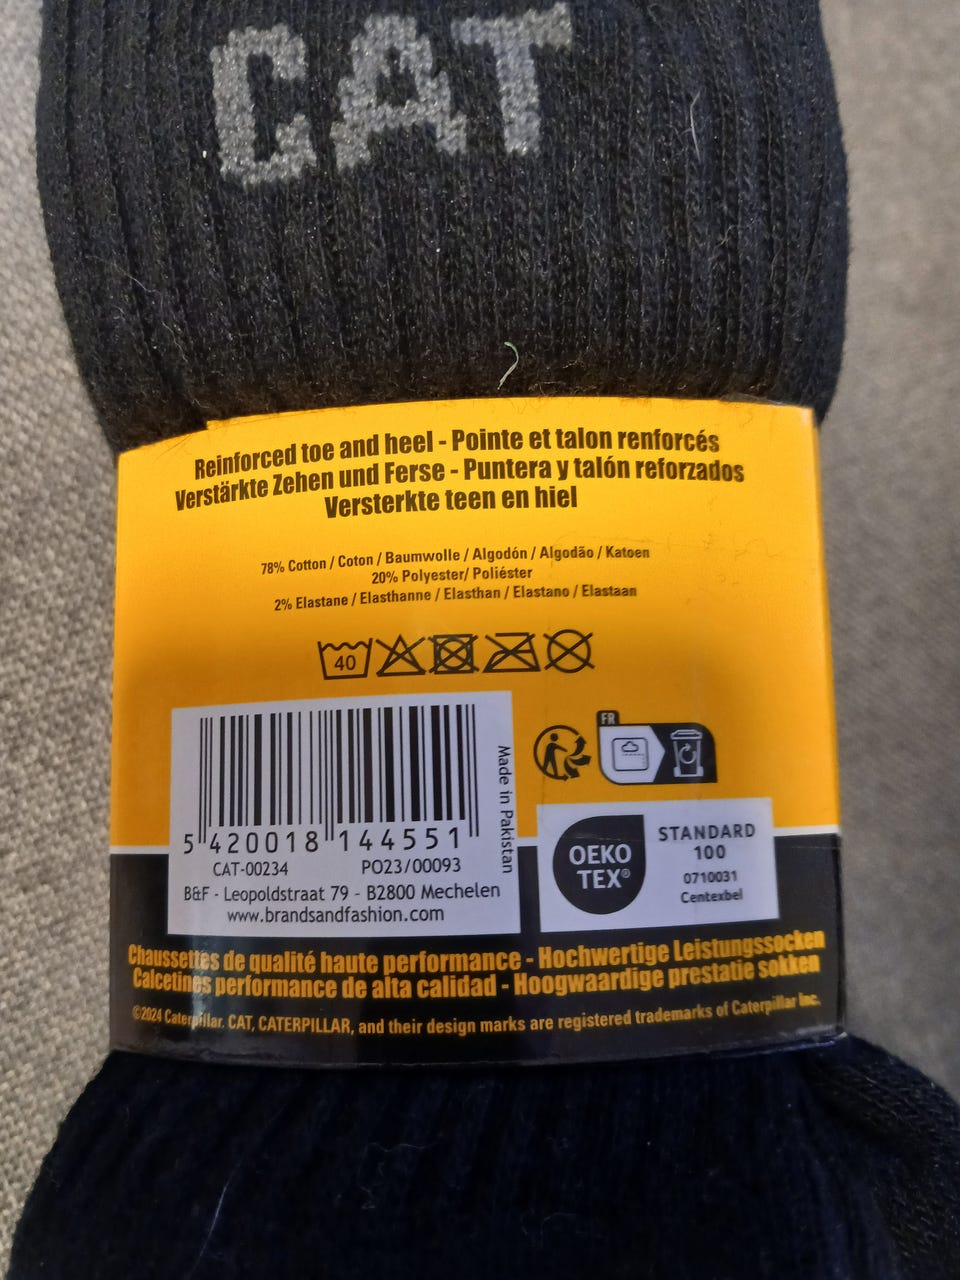 CAT
Reinforced toe and heel - Pointe et talon renforcés
Verstärkte Zehen und Ferse - Puntera y talón reforzados
Versterkte teen en hiel
78% Cotton / Coton / Baumwolle / Algodón / Algodão / Katoen
20% Polyester/ Poliéster
2% Elastane / Elasthanne / Elasthan / Elastano / Elastaan
40
FR
Made in Pakistan
5 420018 144551
CAT-00234 PO23/00093
B&F - Leopoldstraat 79 - B2800 Mechelen
www.brandsandfashion.com
OEKO
TEX®
STANDARD
100
0710031
Centexbel
Chaussettes de qualité haute performance - Hochwertige Leistungssocken
Calcetines performance de alta calidad - Hoogwaardige prestatie sokken
©2024 Caterpillar. CAT, CATERPILLAR, and their design marks are registered trademarks of Caterpillar Inc.